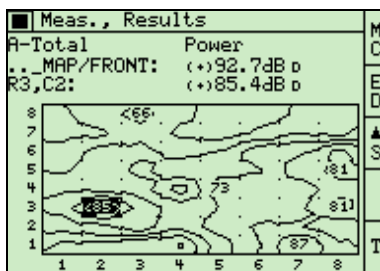 Meas., Results
A-Total Power
.._MAP/FRONT: (+)92.7dB D
R3,C2: (+)85.4dB D
8 <66
7
6
5 <81
4 73
3 <85> 81]
2
1 <87>
1 2 3 4 5 6 7 8
M
C
E
D
S
T